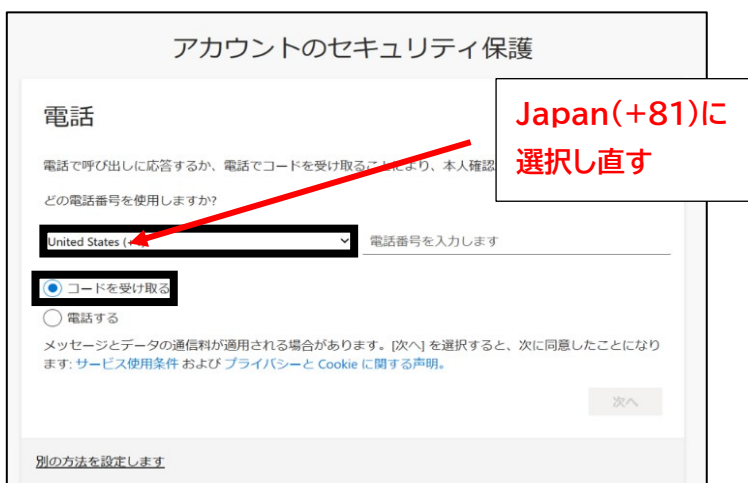 アカウントのセキュリティ保護
Japan(+81)に
選択し直す
電話
電話で呼び出しに応答するか、電話でコードを受け取ることにより、本人確認
どの電話番号を使用しますか?
United States (+
電話番号を入力します
コードを受け取る
電話する
メッセージとデータの通信料が適用される場合があります。[次へ] を選択すると、次に同意したことになり
ます: サービス使用条件 および プライバシーと Cookie に関する声明。
次へ
別の方法を設定します